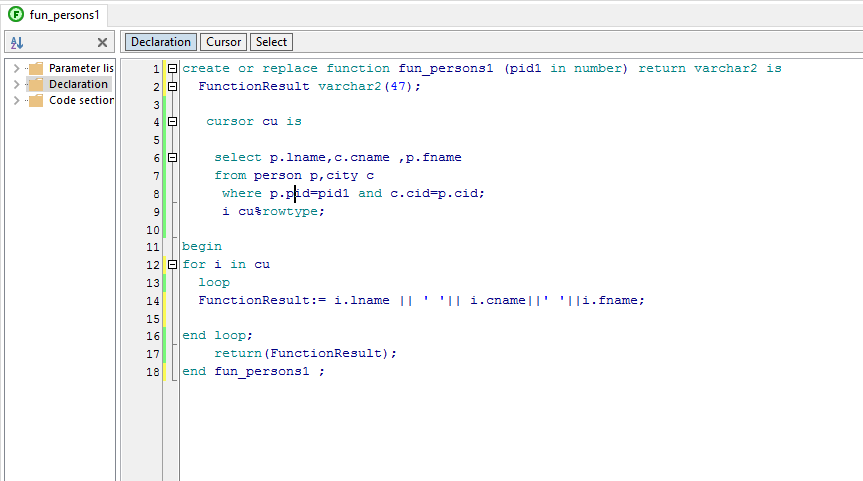 F fun_persons1
Declaration Cursor Select
Parameter lis
Declaration
Code section
1 create or replace function fun_persons1 (pid1 in number) return varchar2 is
2 FunctionResult varchar2(47);
3
4 cursor cu is
5
6 select p.lname,c.cname ,p.fname
7 from person p,city c
8 where p.pid=pid1 and c.cid=p.cid;
9 i cu%rowtype;
10
11 begin
12 for i in cu
13 loop
14 FunctionResult:= i.lname || ' '|| i.cname||' '||i.fname;
15
16 end loop;
17 return(FunctionResult);
18 end fun_persons1 ;